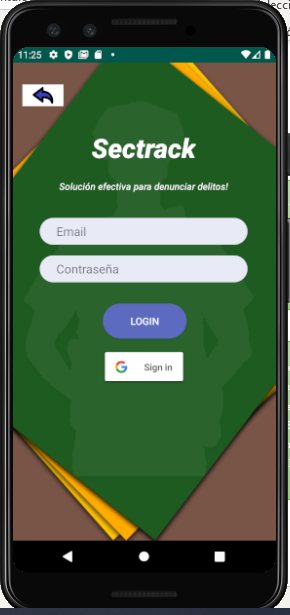 11:25
Sectrack
Solución efectiva para denunciar delitos!
Email
Contraseña
LOGIN
G Sign in